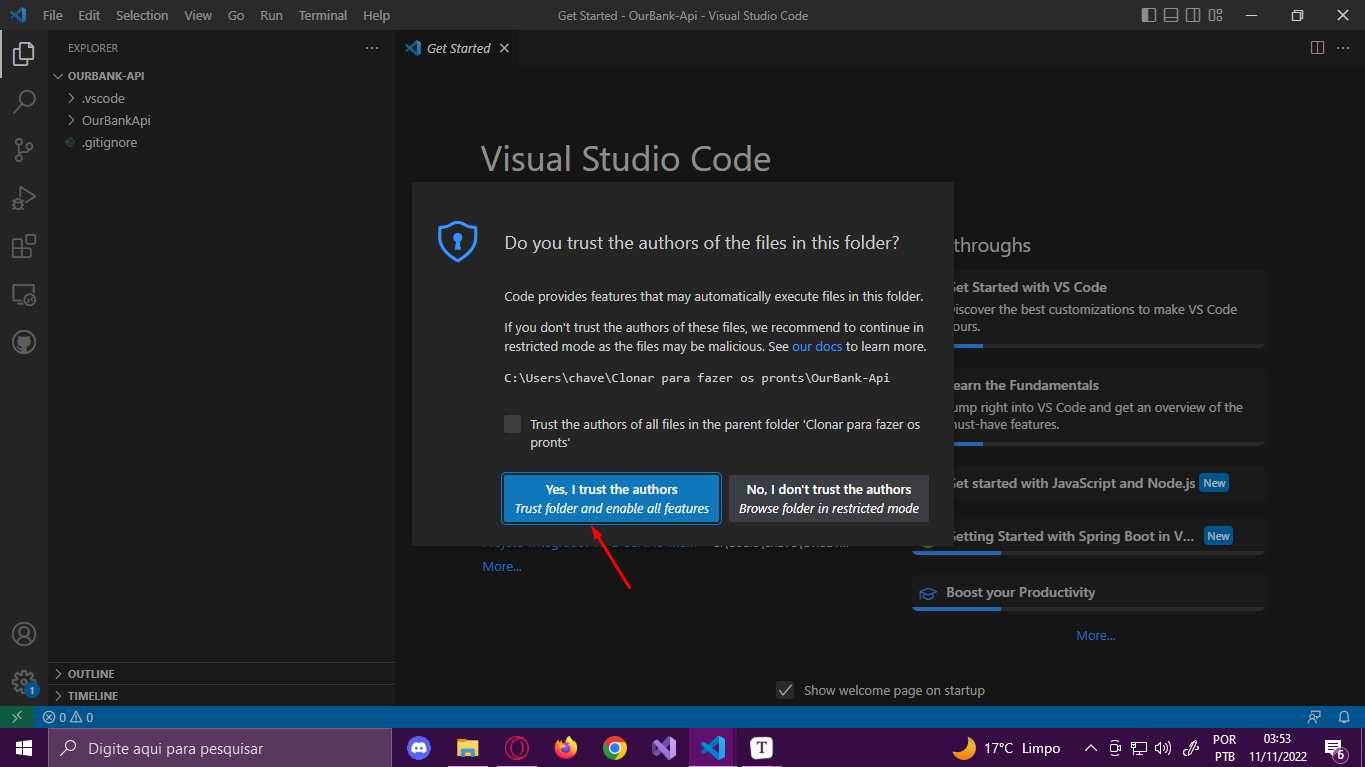 File Edit Selection View Go Run Terminal Help
Get Started - OurBank-Api - Visual Studio Code
EXPLORER
Get Started
OURBANK-API
.vscode
OurBankApi
.gitignore
Visual Studio Code
Do you trust the authors of the files in this folder?
Code provides features that may automatically execute files in this folder.
If you don't trust the authors of these files, we recommend to continue in
restricted mode as the files may be malicious. See our docs to learn more.
C:\Users\chave\Clonar para fazer os pronts\OurBank-Api
Trust the authors of all files in the parent folder 'Clonar para fazer os
pronts'
Yes, I trust the authors
Trust folder and enable all features
No, I don't trust the authors
Browse folder in restricted mode
More...
throughs
Get Started with VS Code
Discover the best customizations to make VS Code
ours.
Learn the Fundamentals
Jump right into VS Code and get an overview of the
must-have features.
Get started with JavaScript and Node.js New
Getting Started with Spring Boot in V... New
Boost your Productivity
More...
Show welcome page on startup
OUTLINE
TIMELINE
1
0 0
Digite aqui para pesquisar
T
17°C Limpo
POR
PTB
03:53
11/11/2022
6